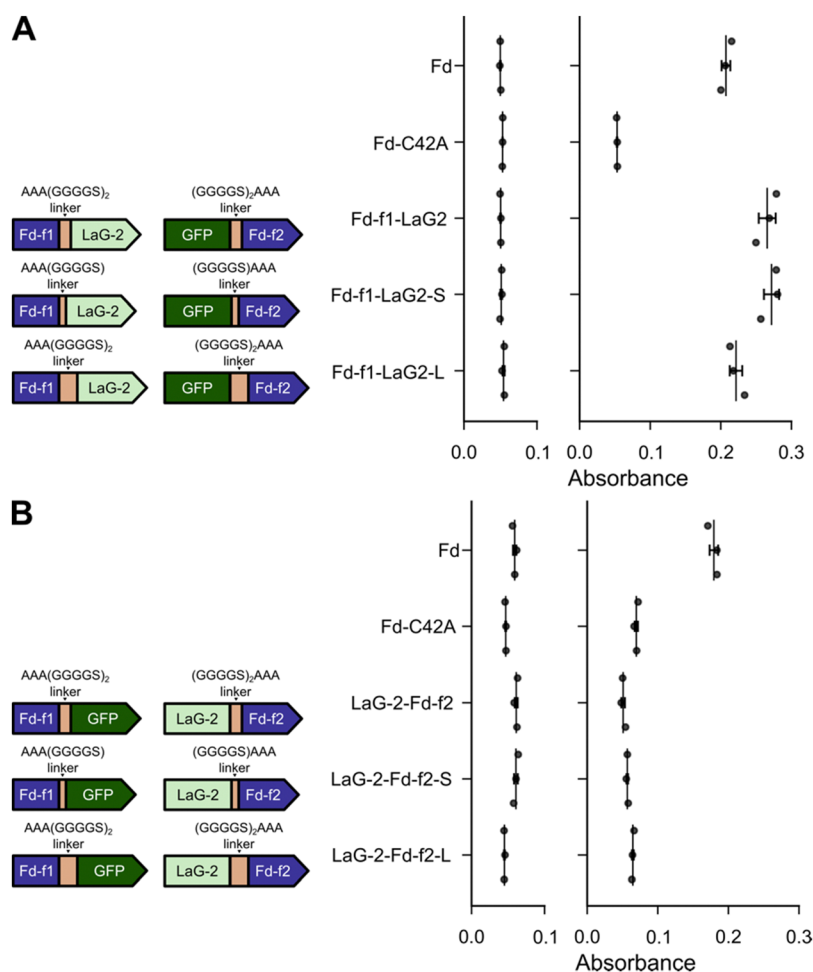 A
Fd
Fd-C42A
AAA(GGGGS)₂ (GGGGS)₂AAA
linker linker
Fd-f1 LaG-2 GFP Fd-f2
Fd-f1-LaG2
AAA(GGGGS) (GGGGS)AAA
linker linker
Fd-f1 LaG-2 GFP Fd-f2
Fd-f1-LaG2-S
AAA(GGGGS)₂ (GGGGS)₂AAA
linker linker
Fd-f1 LaG-2 GFP Fd-f2
Fd-f1-LaG2-L
0.0 0.1 0.0 0.1 0.2 0.3
Absorbance
B
Fd
Fd-C42A
AAA(GGGGS)₂ (GGGGS)₂AAA
linker linker
Fd-f1 GFP LaG-2 Fd-f2
LaG-2-Fd-f2
AAA(GGGGS) (GGGGS)AAA
linker linker
Fd-f1 GFP LaG-2 Fd-f2
LaG-2-Fd-f2-S
AAA(GGGGS)₂ (GGGGS)₂AAA
linker linker
Fd-f1 GFP LaG-2 Fd-f2
LaG-2-Fd-f2-L
0.0 0.1 0.0 0.1 0.2 0.3
Absorbance